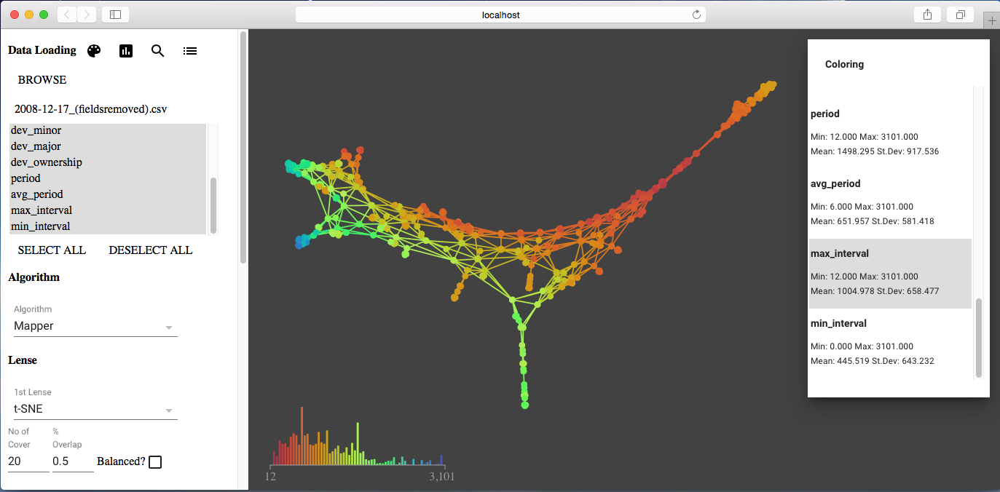 localhost
Data Loading
BROWSE
2008-12-17_(fieldsremoved).csv
dev_minor
dev_major
dev_ownership
period
avg_period
max_interval
min_interval
SELECT ALL DESELECT ALL
Algorithm
Algorithm
Mapper
Lense
1st Lense
t-SNE
No of Cover
% Overlap
20
0.5
Balanced?
12
3,101
Coloring
period
Min: 12.000 Max: 3101.000
Mean: 1498.295 St.Dev: 917.536
avg_period
Min: 6.000 Max: 3101.000
Mean: 651.957 St.Dev: 581.418
max_interval
Min: 12.000 Max: 3101.000
Mean: 1004.978 St.Dev: 658.477
min_interval
Min: 0.000 Max: 3101.000
Mean: 445.519 St.Dev: 643.232